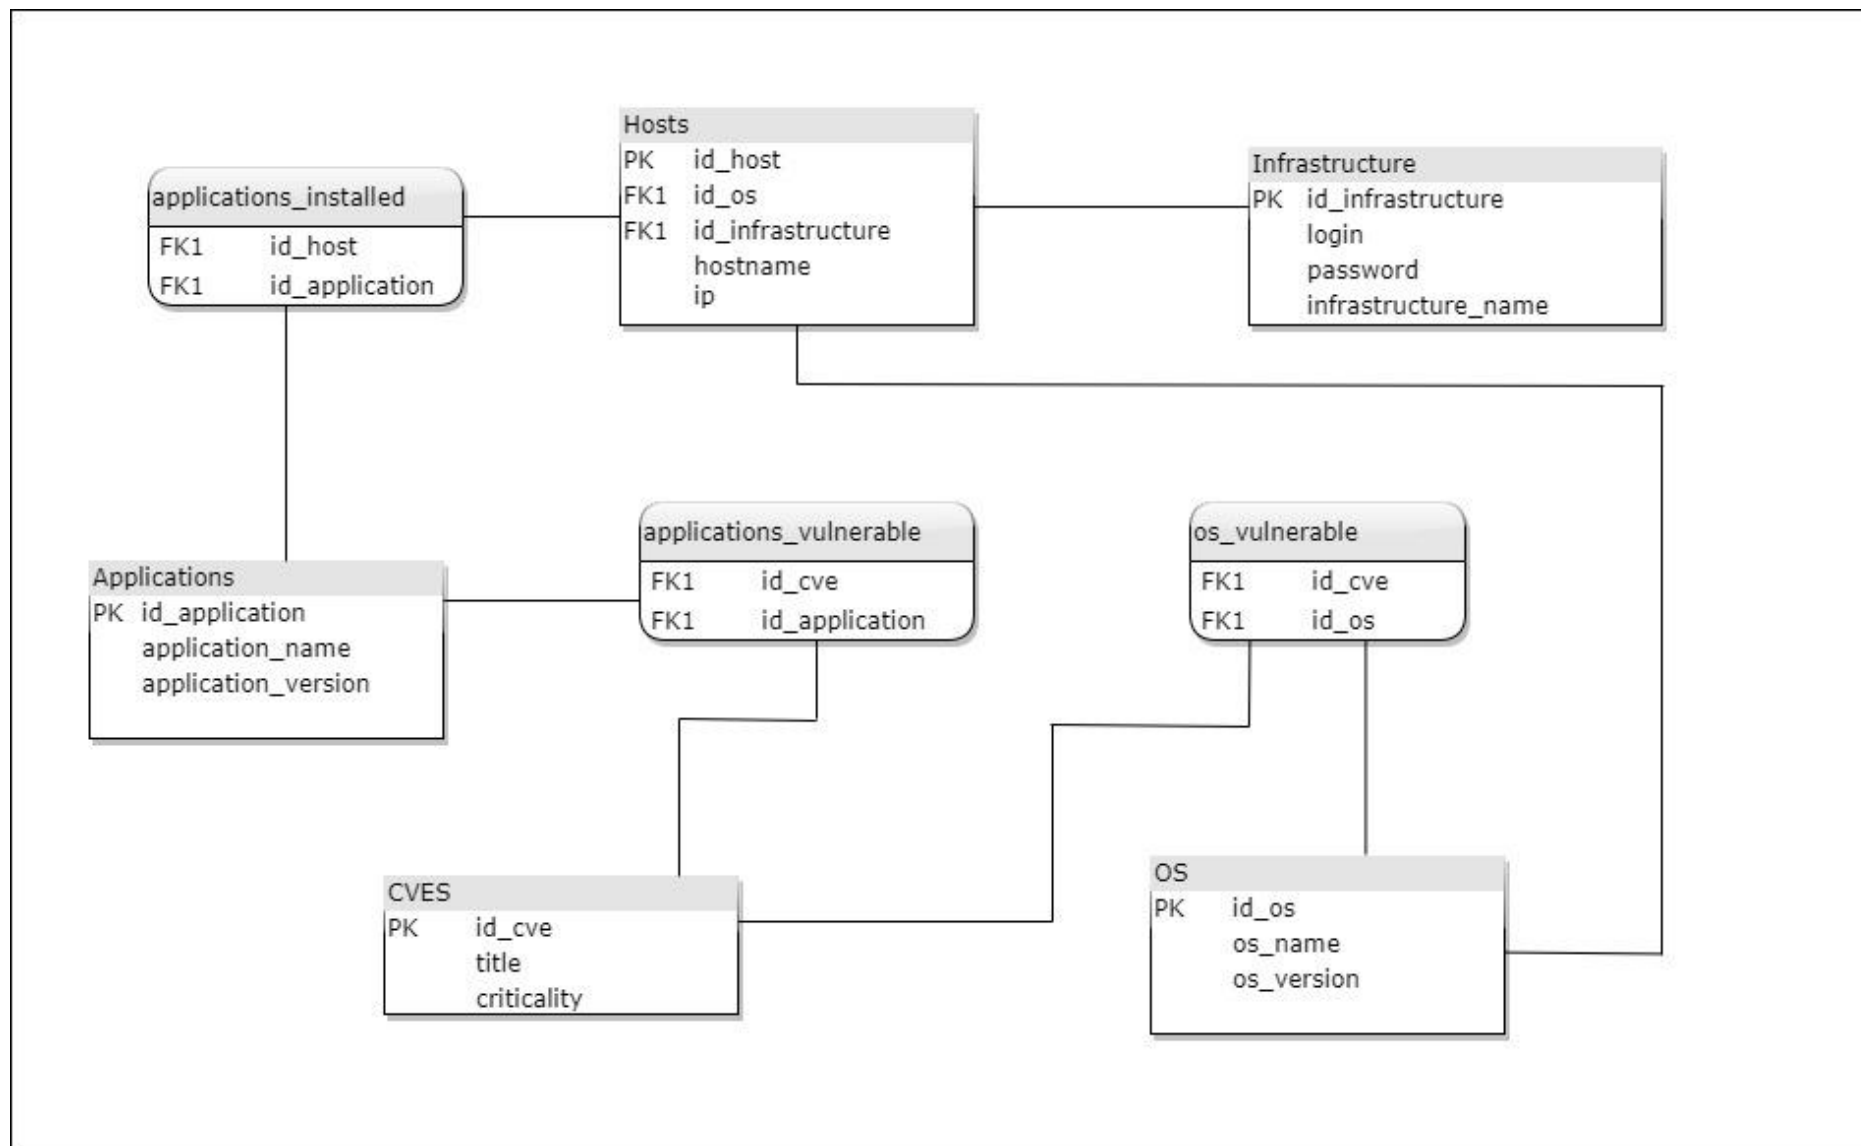 applications_installed
FK1 id_host
FK1 id_application
Hosts
PK id_host
FK1 id_os
FK1 id_infrastructure
hostname
ip
Infrastructure
PK id_infrastructure
login
password
infrastructure_name
Applications
PK id_application
application_name
application_version
applications_vulnerable
FK1 id_cve
FK1 id_application
os_vulnerable
FK1 id_cve
FK1 id_os
CVES
PK id_cve
title
criticality
OS
PK id_os
os_name
os_version